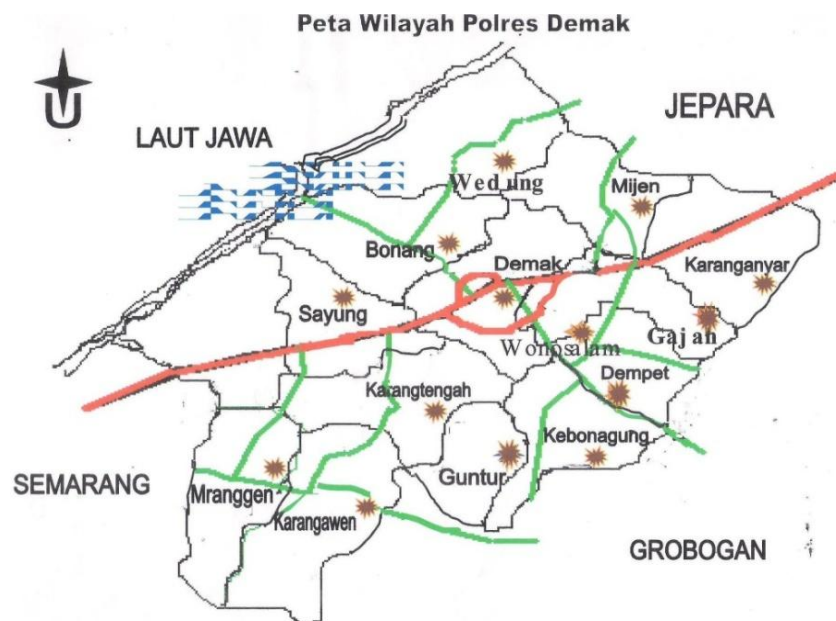 Peta Wilayah Polres Demak
U
LAUT JAWA
JEPARA
Wedung
Mijen
Bonang
Demak
Karanganyar
Sayung
Gajah
Wonosalam
Dempet
Karangtengah
Kebonagung
Guntur
SEMARANG
Mranggen
Karangawen
GROBOGAN